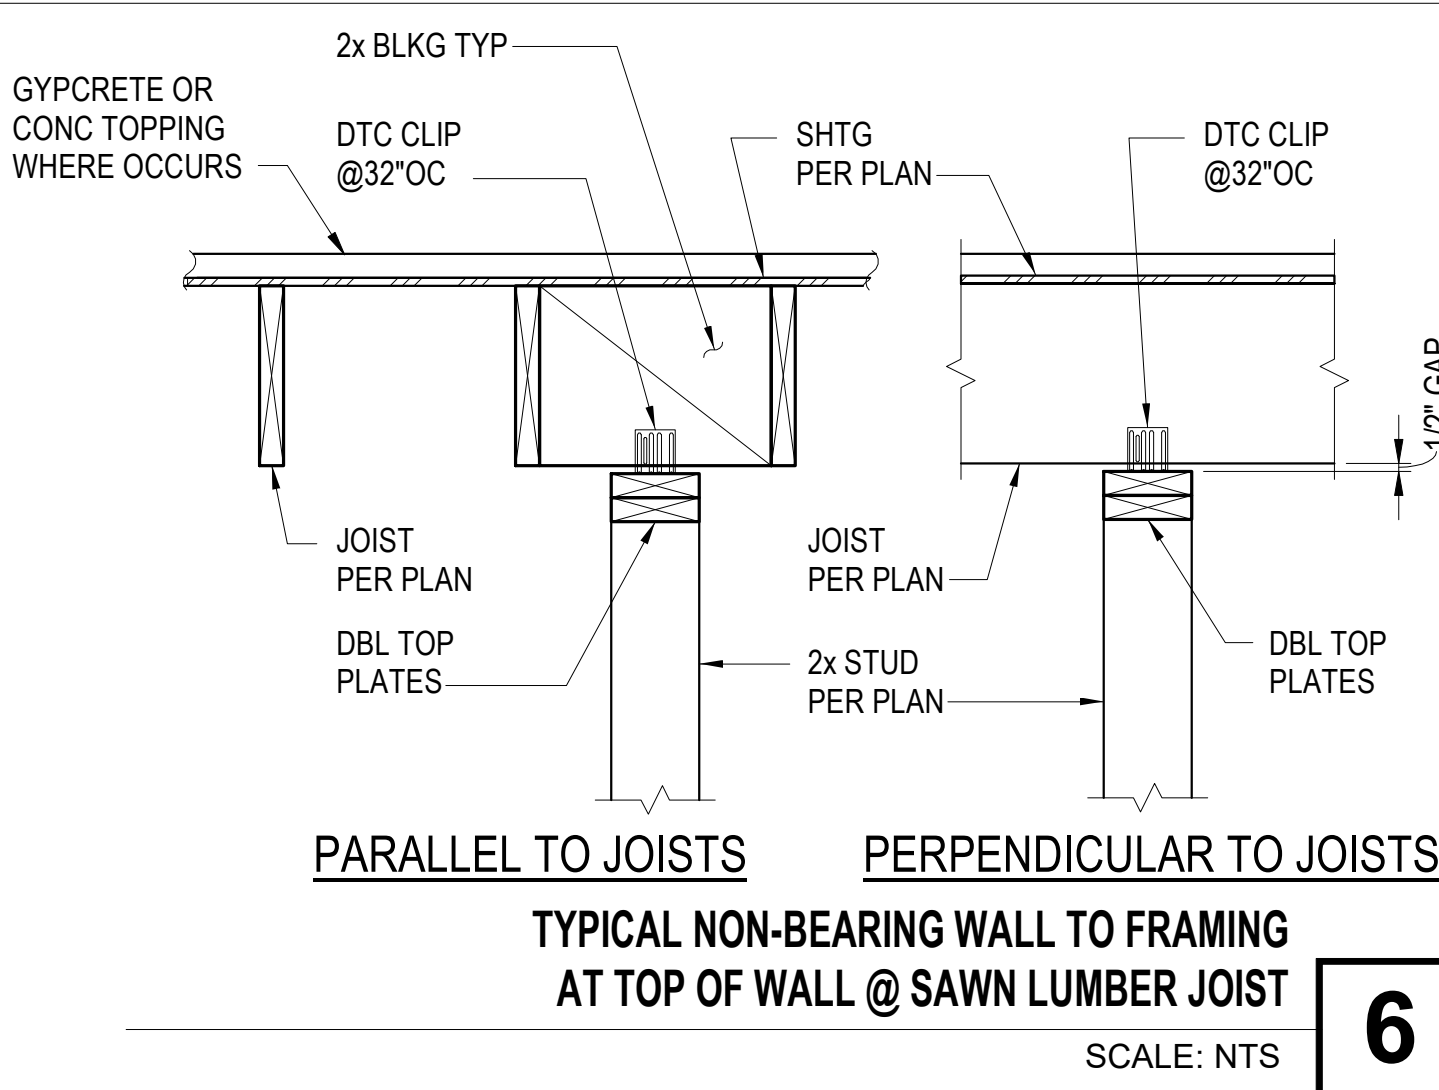 2x BLKG TYP
GYPCRETE OR
CONC TOPPING
WHERE OCCURS
DTC CLIP
@32"OC
SHTG
PER PLAN
DTC CLIP
@32"OC
1/2" GAP
JOIST
PER PLAN
JOIST
PER PLAN
DBL TOP
PLATES
2x STUD
PER PLAN
DBL TOP
PLATES
PARALLEL TO JOISTS
PERPENDICULAR TO JOISTS
TYPICAL NON-BEARING WALL TO FRAMING
AT TOP OF WALL @ SAWN LUMBER JOIST
6
SCALE: NTS